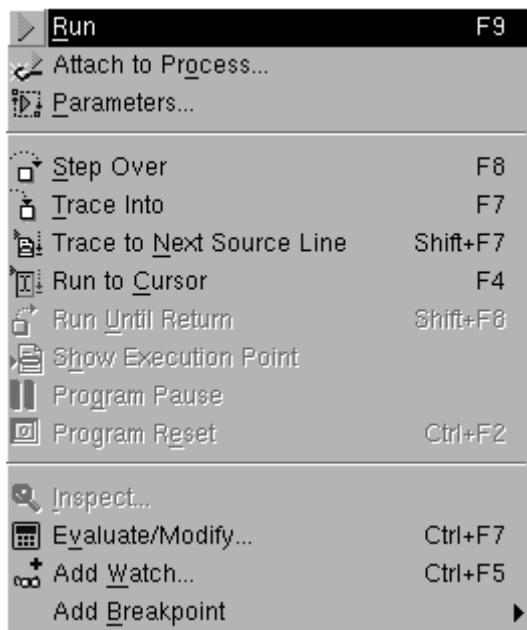 Run F9
Attach to Process...
Parameters...
Step Over F8
Trace Into F7
Trace to Next Source Line Shift+F7
Run to Cursor F4
Run Until Return Shift+F8
Show Execution Point
Program Pause
Program Reset Ctrl+F2
Inspect...
Evaluate/Modify... Ctrl+F7
Add Watch... Ctrl+F5
Add Breakpoint